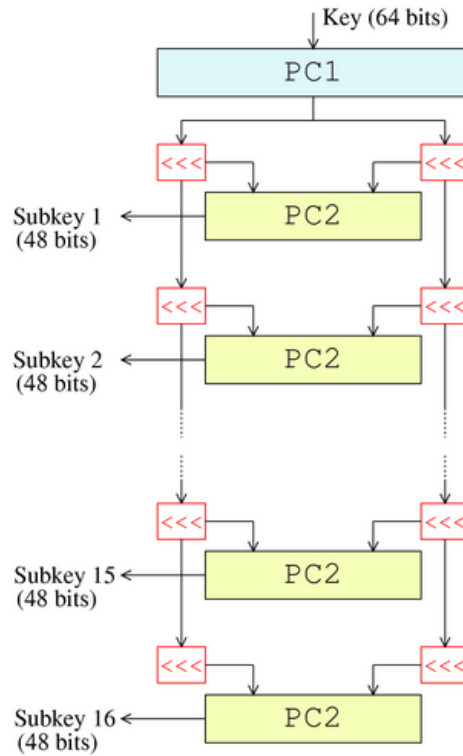 Key (64 bits)
PC1
<<< <<<
PC2
Subkey 1
(48 bits)
<<< <<<
PC2
Subkey 2
(48 bits)
<<< <<<
PC2
Subkey 15
(48 bits)
<<< <<<
PC2
Subkey 16
(48 bits)